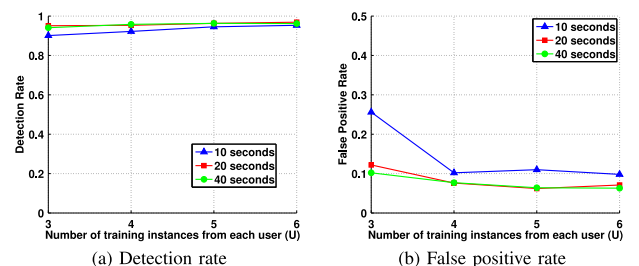 1
0.8
0.6
0.4
0.2
0
3
4
5
6
Detection Rate
10 seconds
20 seconds
40 seconds
Number of training instances from each user (U)
(a) Detection rate
0.5
0.4
0.3
0.2
0.1
0
3
4
5
6
False Positive Rate
10 seconds
20 seconds
40 seconds
Number of training instances from each user (U)
(b) False positive rate